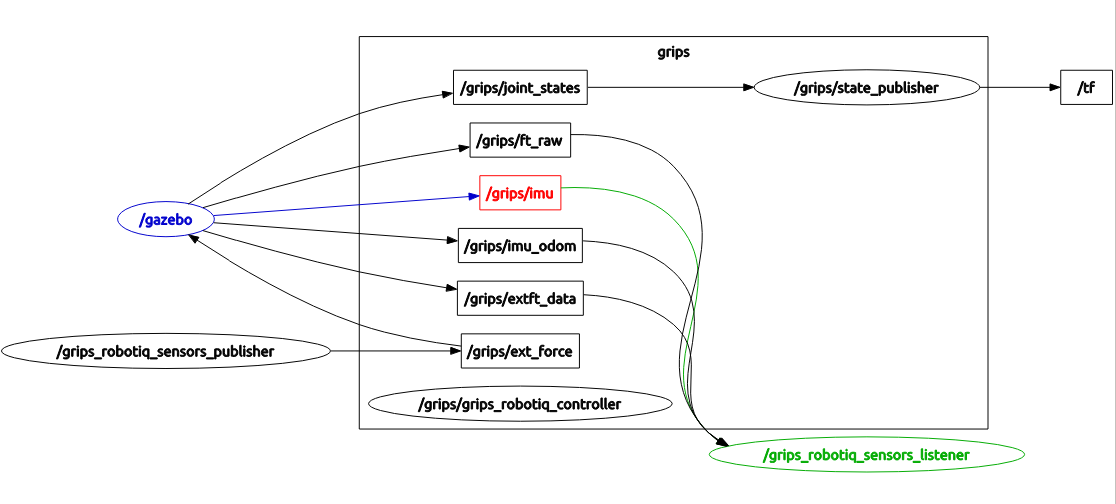 grips
/grips/joint_states
/grips/state_publisher
/tf
/grips/ft_raw
/grips/imu
/gazebo
/grips/imu_odom
/grips/extft_data
/grips_robotiq_sensors_publisher
/grips/ext_force
/grips/grips_robotiq_controller
/grips_robotiq_sensors_listener